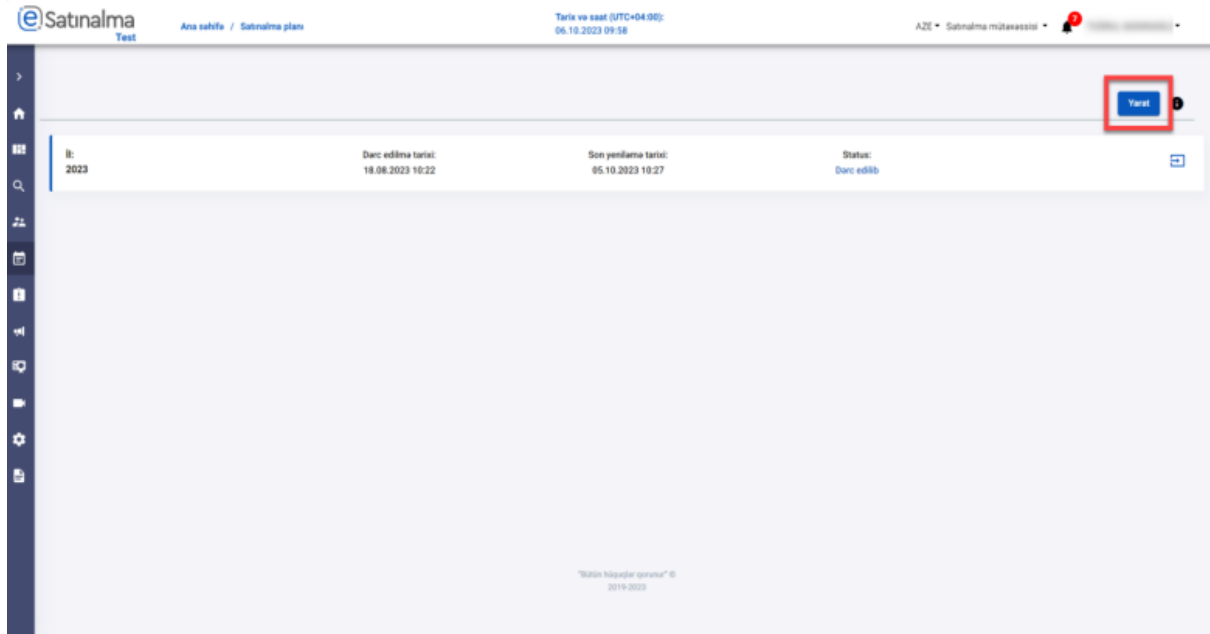 eSatınalma
Test
Ana səhifə / Satınalma planı
Tarix və saat (UTC+04:00):
06.10.2023 09:58
AZE
Satınalma mütəxəssisi
7
Yarat
İl:
2023
Dərc edilmə tarixi:
18.08.2023 10:22
Son yenilənmə tarixi:
05.10.2023 10:27
Status:
Dərc edilib
"Bütün hüquqlar qorunur" ©
2019-2023